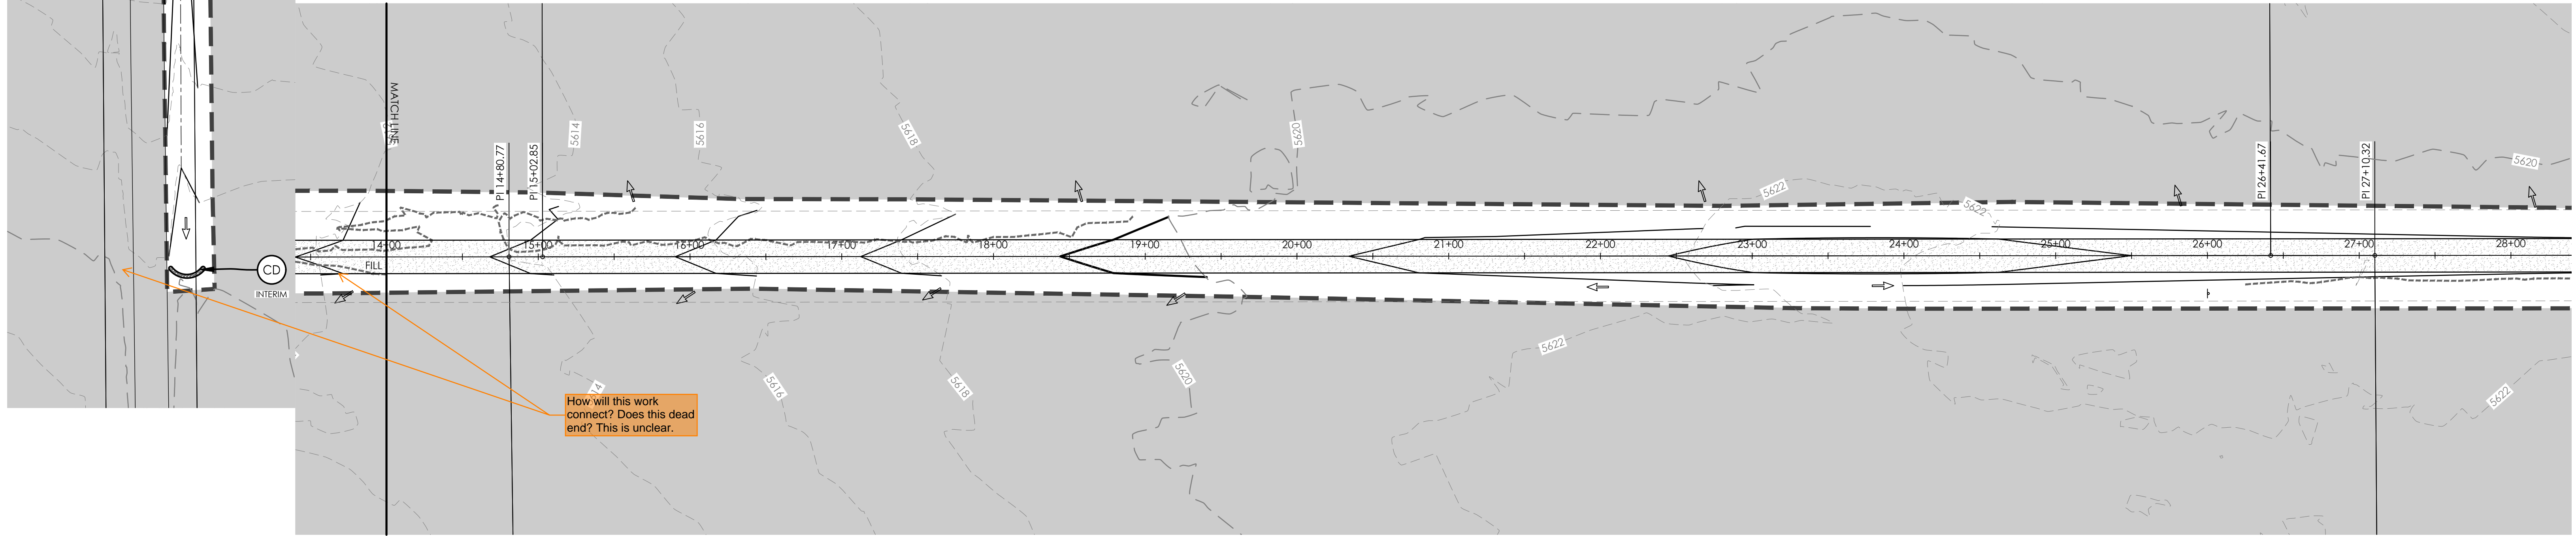 MATCH LINE
5614
5616
5618
5620
5620
PI 14+80.77
PI 15+02.85
PI 26+41.67
PI 27+10.32
5622
5622
14+00
15+00
16+00
17+00
18+00
19+00
20+00
21+00
22+00
23+00
24+00
25+00
26+00
27+00
28+00
FILL
CD
INTERIM
5622
5616
5618
5620
5622
How will this work
connect? Does this dead
end? This is unclear.